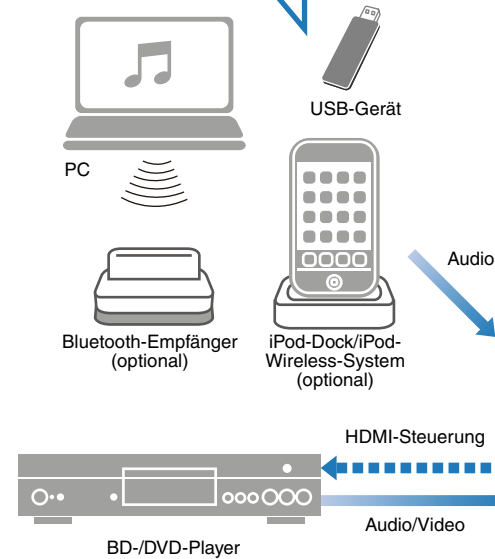 USB-Gerät
PC
Audio
Bluetooth-Empfänger
(optional)
iPod-Dock/iPod-
Wireless-System
(optional)
HDMI-Steuerung
Audio/Video
BD-/DVD-Player